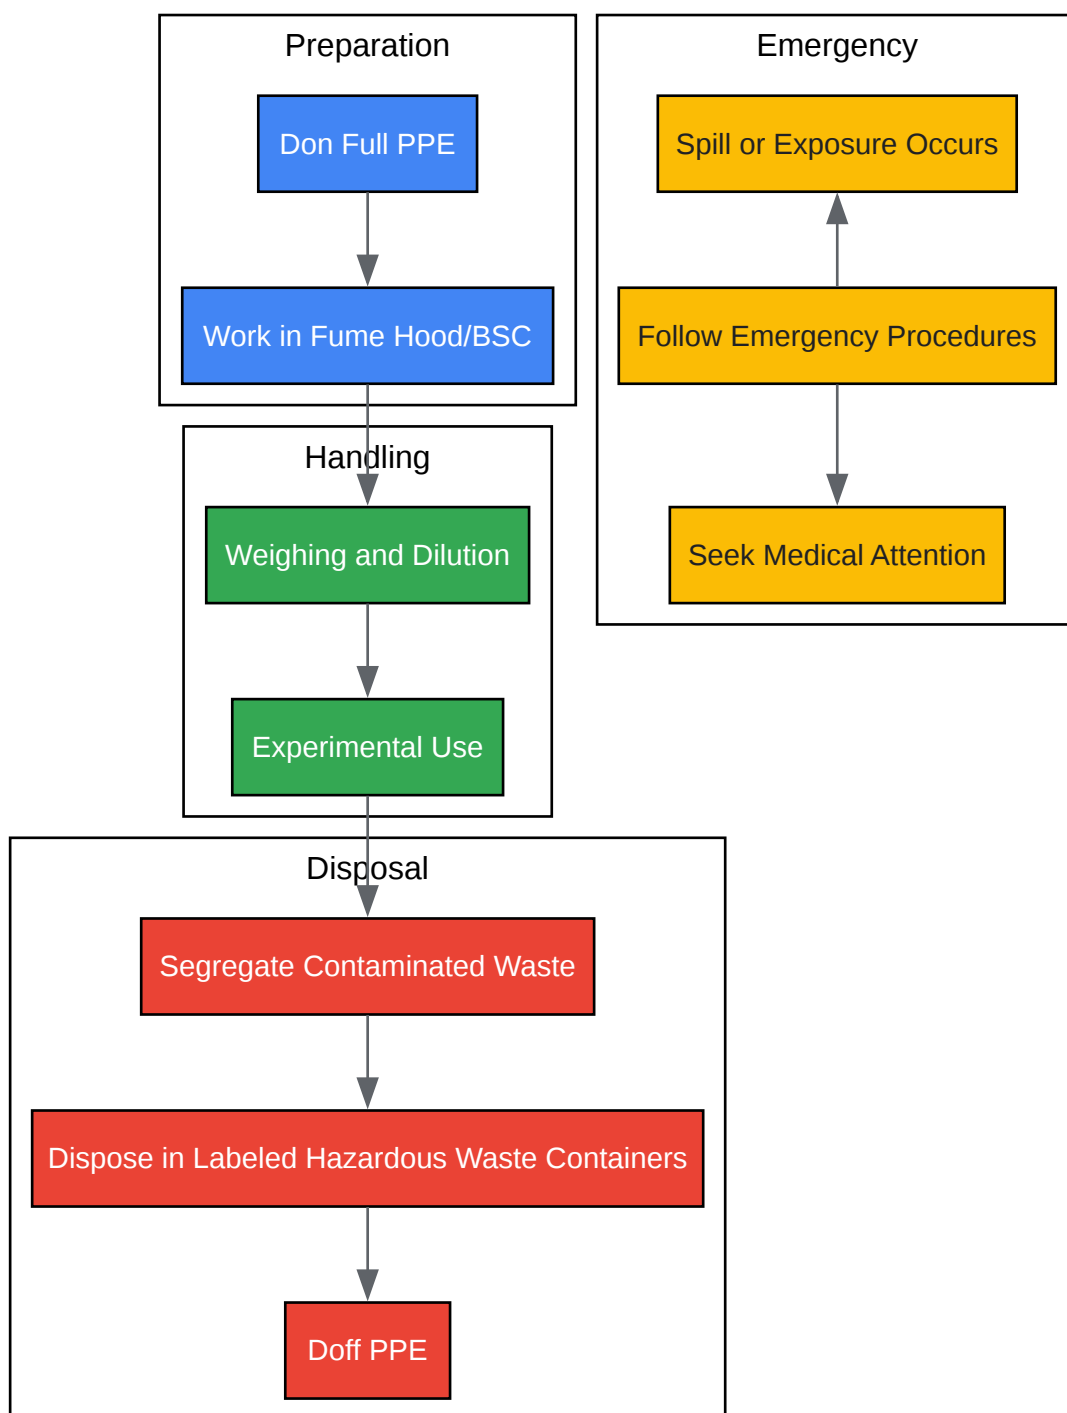 Preparation
Don Full PPE
Work in Fume Hood/BSC
Handling
Weighing and Dilution
Experimental Use
Disposal
Segregate Contaminated Waste
Dispose in Labeled Hazardous Waste Containers
Doff PPE
Emergency
Spill or Exposure Occurs
Follow Emergency Procedures
Seek Medical Attention